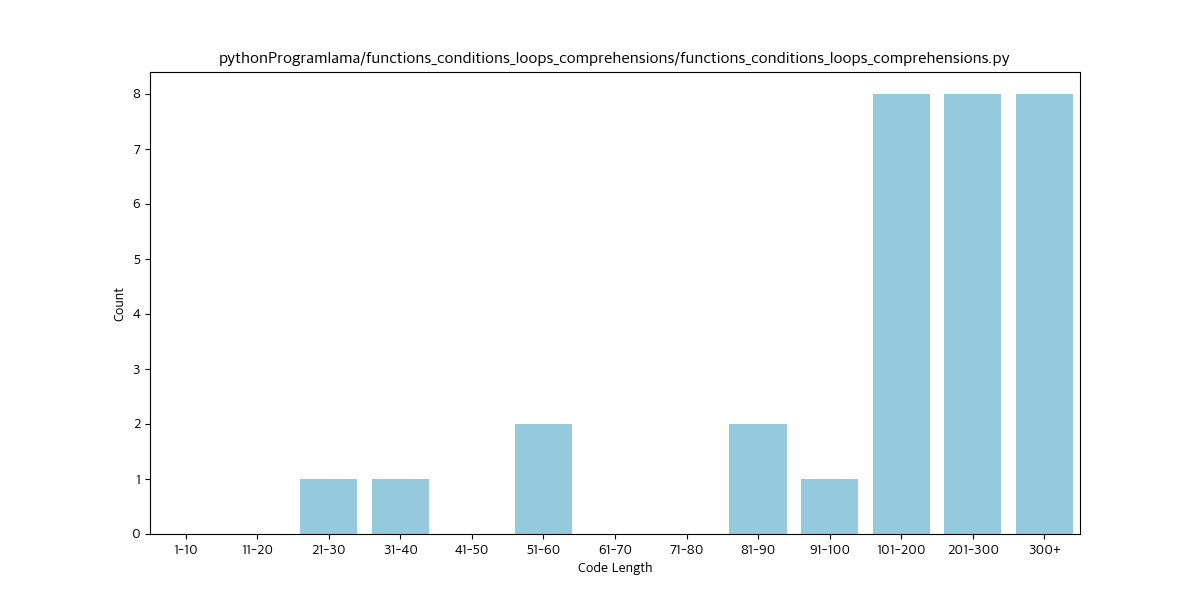 pythonProgramlama/functions_conditions_loops_comprehensions/functions_conditions_loops_comprehensions.py
8
7
6
5
4
3
2
1
0
Count
1-10 11-20 21-30 31-40 41-50 51-60 61-70 71-80 81-90 91-100 101-200 201-300 300+
Code Length